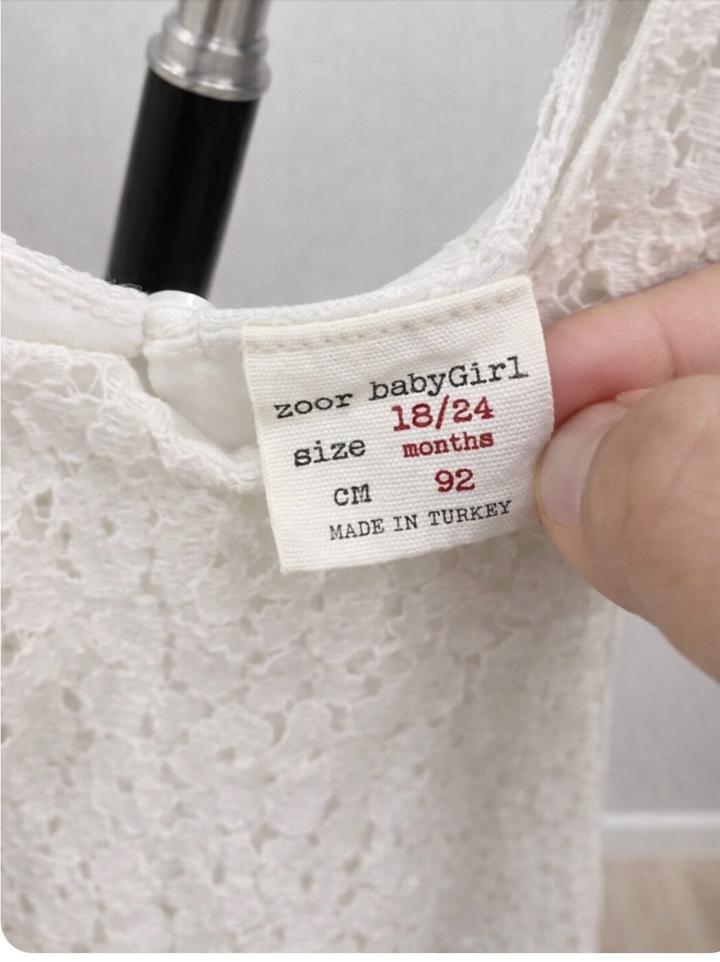 zoor babyGirl
size 18/24 months
CM 92
MADE IN TURKEY